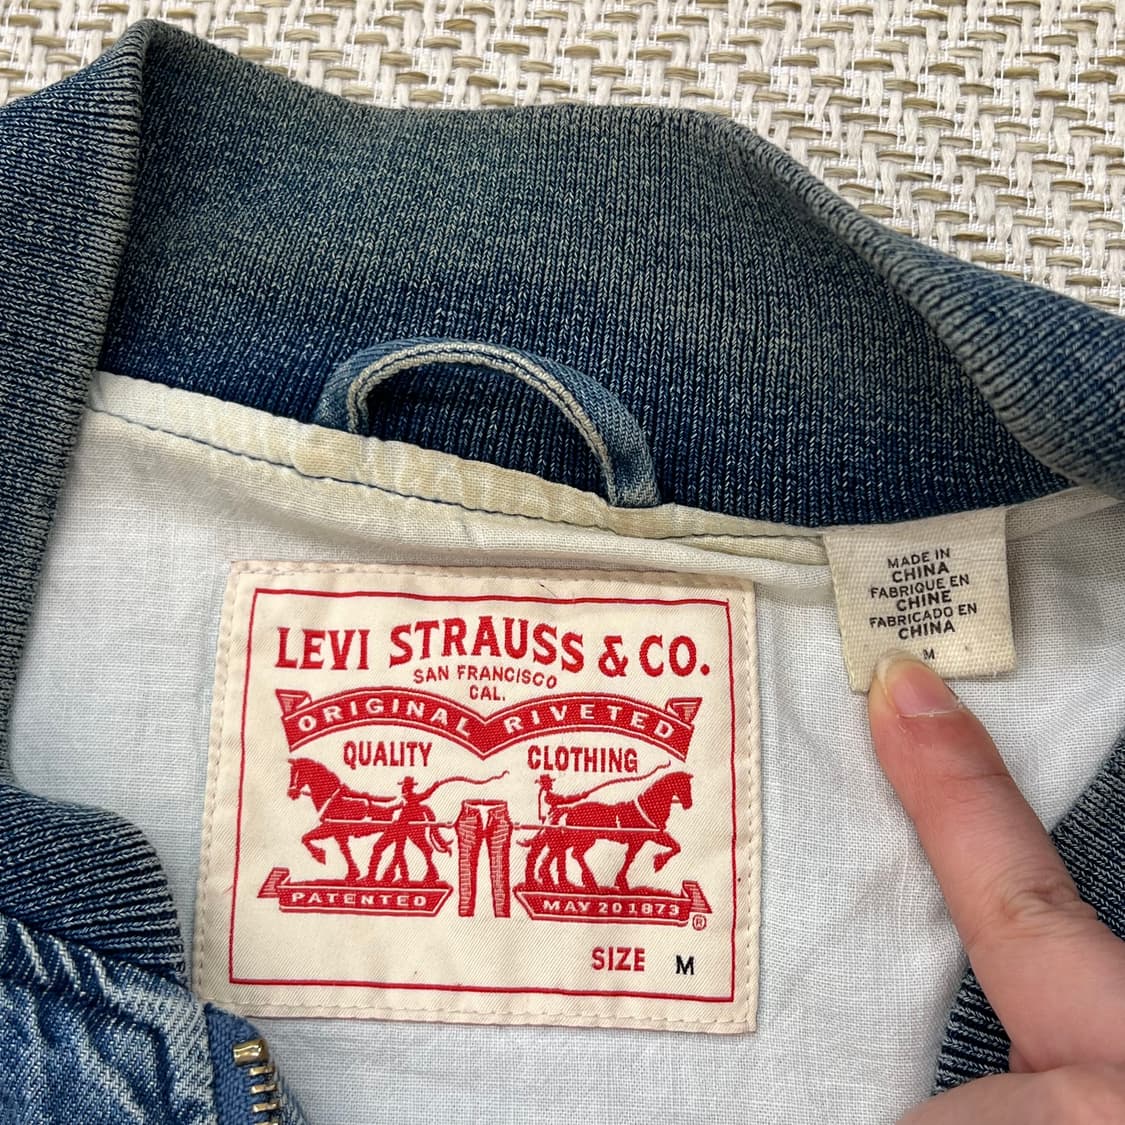 LEVI STRAUSS & CO.
SAN FRANCISCO
CAL.
ORIGINAL RIVETED
QUALITY CLOTHING
PATENTED MAY 20 1873 ®
SIZE M
MADE IN
CHINA
FABRIQUE EN
CHINE
FABRICADO EN
CHINA
M